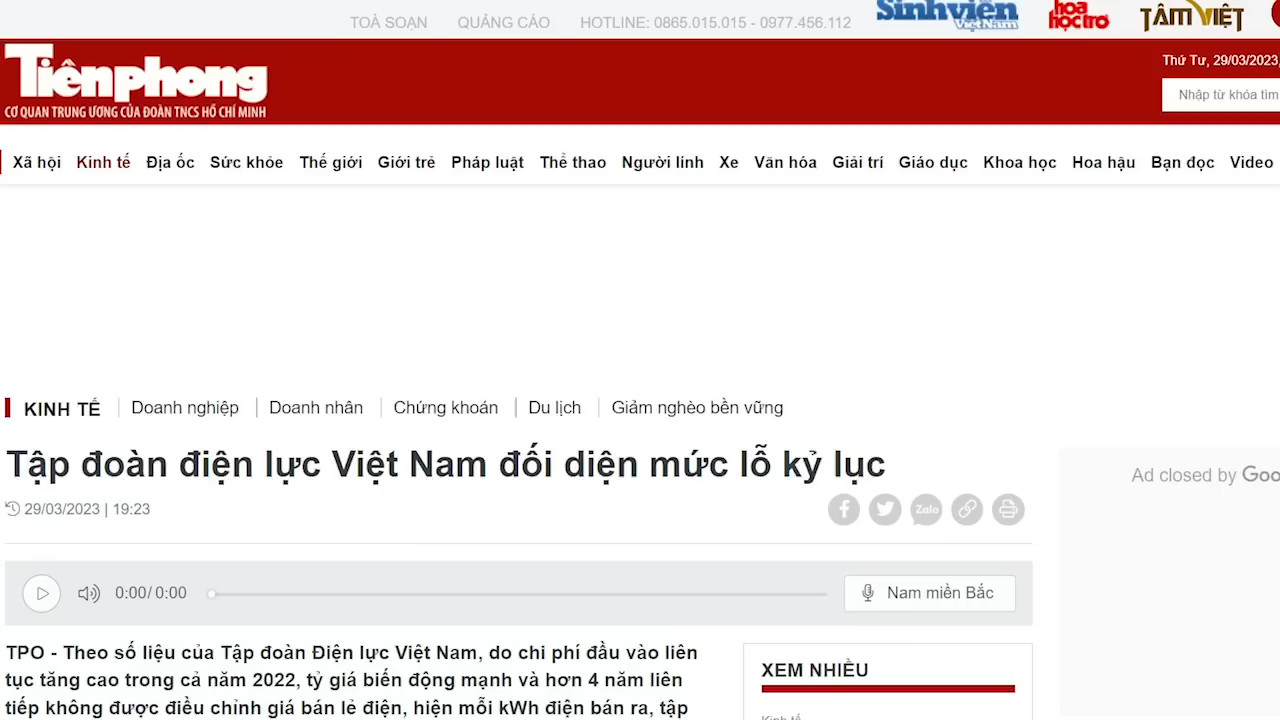 TOÀ SOẠN QUẢNG CÁO HOTLINE: 0865.015.015 - 0977.456.112 Sinh viên Việt Nam hoa học trò TÂM VIỆT
Tiền phong
CƠ QUAN TRUNG ƯƠNG CỦA ĐOÀN TNCS HỒ CHÍ MINH
Thứ Tư, 29/03/2023,
Nhập từ khóa tìm
Xã hội Kinh tế Địa ốc Sức khỏe Thế giới Giới trẻ Pháp luật Thể thao Người lính Xe Văn hóa Giải trí Giáo dục Khoa học Hoa hậu Bạn đọc Video
KINH TẾ Doanh nghiệp Doanh nhân Chứng khoán Du lịch Giảm nghèo bền vững
Tập đoàn điện lực Việt Nam đối diện mức lỗ kỷ lục
29/03/2023 | 19:23
Zalo
Ad closed by Goo
0:00/ 0:00 Nam miền Bắc
TPO - Theo số liệu của Tập đoàn Điện lực Việt Nam, do chi phí đầu vào liên
tục tăng cao trong cả năm 2022, tỷ giá biến động mạnh và hơn 4 năm liên
tiếp không được điều chỉnh giá bán lẻ điện, hiện mỗi kWh điện bán ra, tập
XEM NHIỀU
Kinh tế